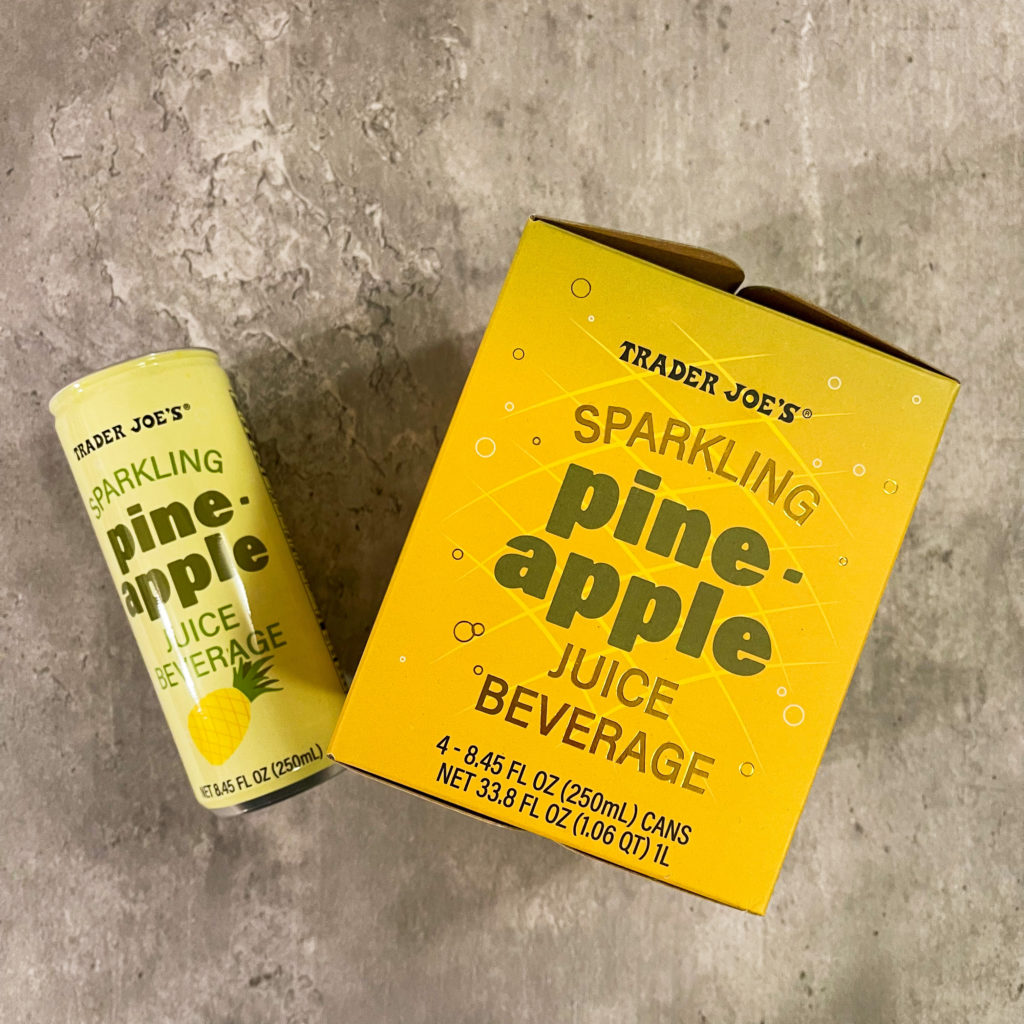 TRADER JOE'S®
SPARKLING
pine-
apple
JUICE
BEVERAGE
NET 8.45 FL OZ (250mL)
TRADER JOE'S®
SPARKLING
pine-
apple
JUICE
BEVERAGE
4 - 8.45 FL OZ (250mL) CANS
NET 33.8 FL OZ (1.06 QT) 1L